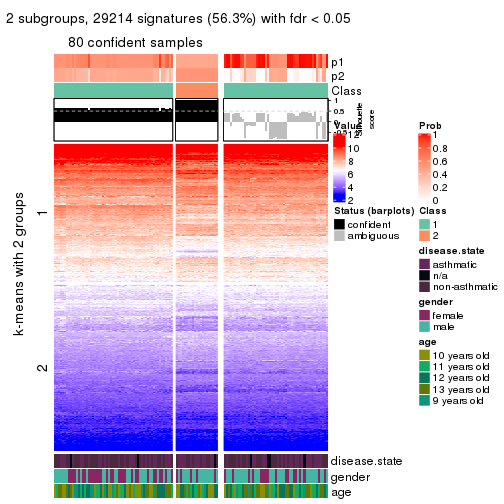 2 subgroups, 29214 signatures (56.3%) with fdr < 0.05
80 confident samples
p1
p2
Class
1
0.5
0
-0.5
Silhouette
score
k-means with 2 groups
1
2
Value
12
10
8
6
4
2
Status (barplots)
confident
ambiguous
Prob
1
0.8
0.6
0.4
0.2
0
Class
1
2
disease.state
asthmatic
n/a
non-asthmatic
gender
female
male
age
10 years old
11 years old
12 years old
13 years old
9 years old
disease.state
gender
age